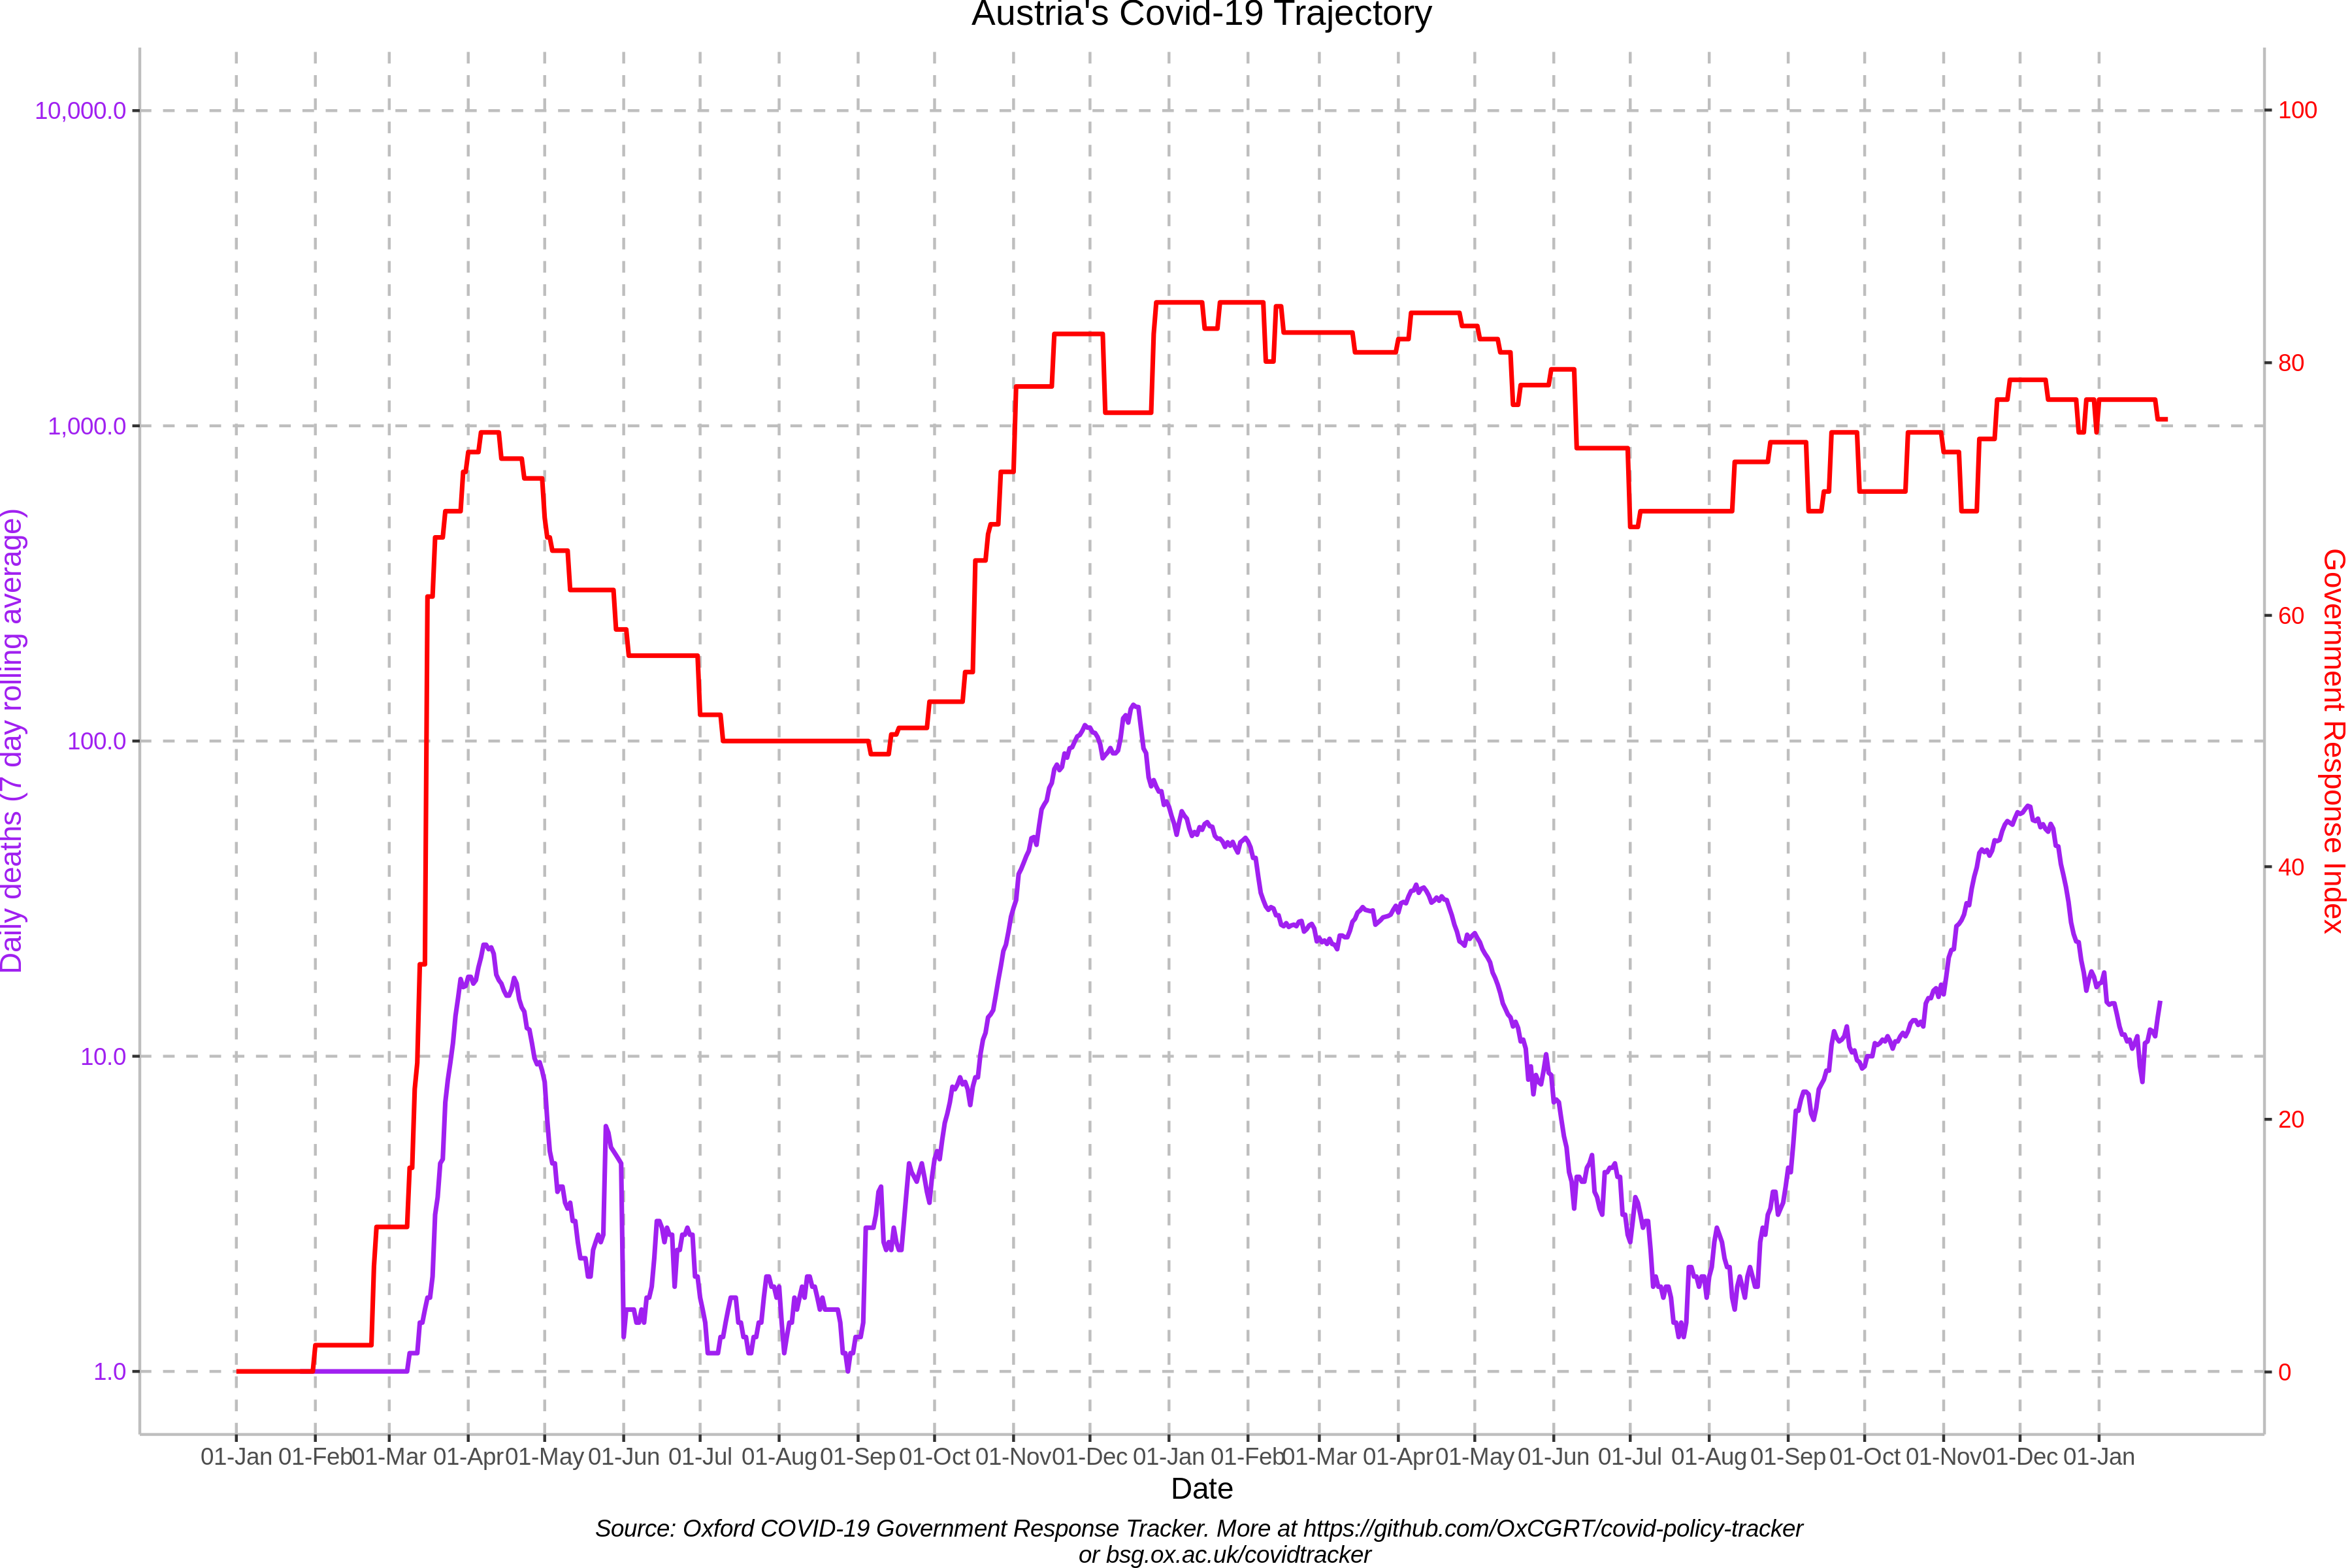 Austria's Covid-19 Trajectory
10,000.0
1,000.0
100.0
10.0
1.0
Daily deaths (7 day rolling average)
100
80
60
40
20
0
Government Response Index
01-Jan 01-Feb 01-Mar 01-Apr 01-May 01-Jun 01-Jul 01-Aug 01-Sep 01-Oct 01-Nov 01-Dec 01-Jan 01-Feb 01-Mar 01-Apr 01-May 01-Jun 01-Jul 01-Aug 01-Sep 01-Oct 01-Nov 01-Dec 01-Jan
Date
Source: Oxford COVID-19 Government Response Tracker. More at https://github.com/OxCGRT/covid-policy-tracker
or bsg.ox.ac.uk/covidtracker